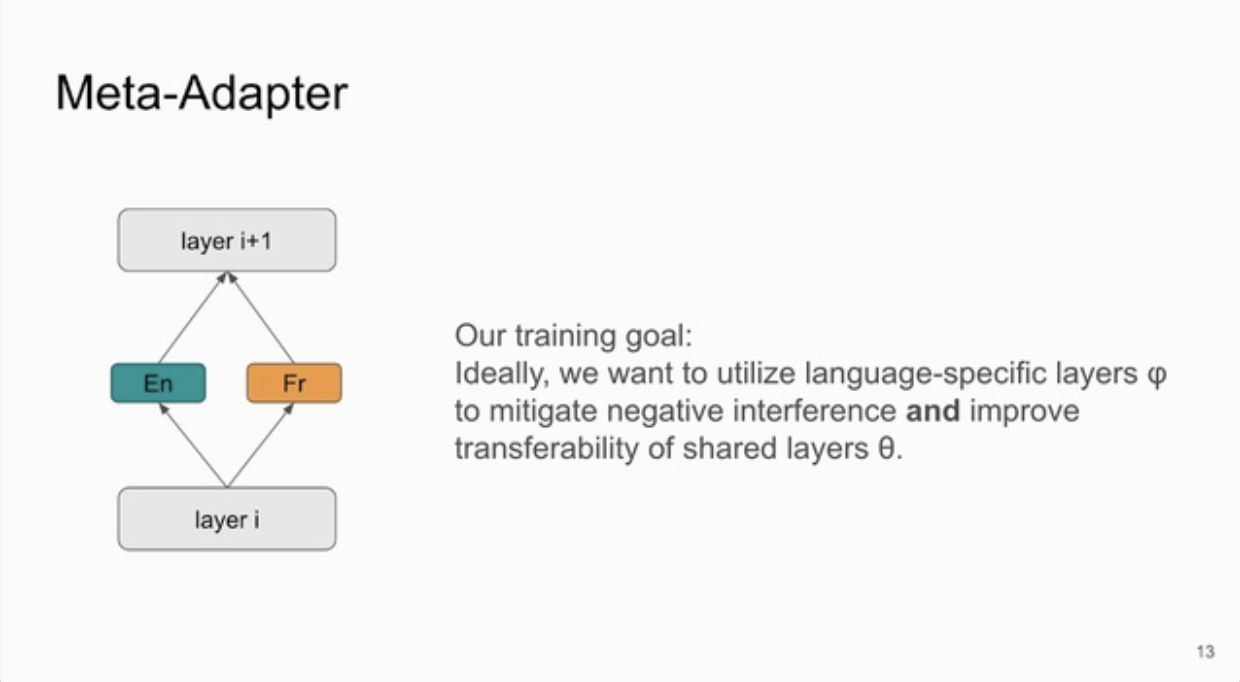 Meta-Adapter
layer i+1
En
Fr
layer i
Our training goal:
Ideally, we want to utilize language-specific layers φ
to mitigate negative interference and improve
transferability of shared layers θ.
13